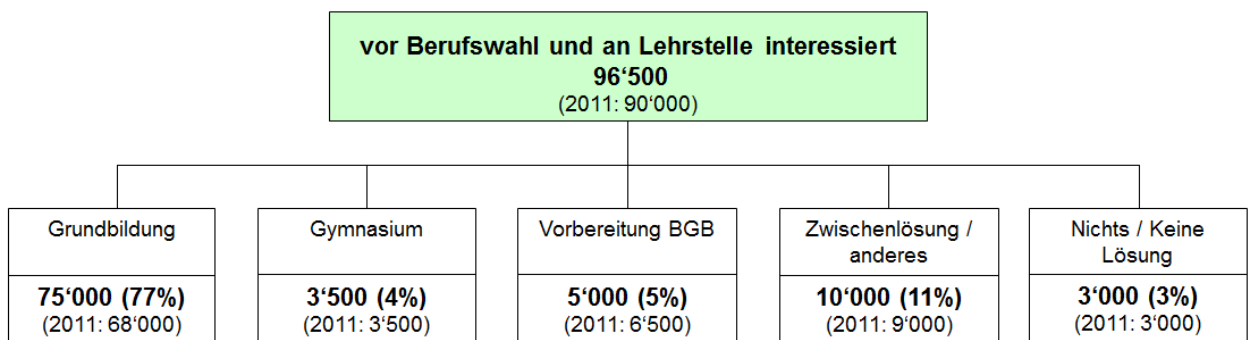 vor Berufswahl und an Lehrstelle interessiert
96‘500
(2011: 90‘000)
Grundbildung
75‘000 (77%)
(2011: 68‘000)
Gymnasium
3‘500 (4%)
(2011: 3‘500)
Vorbereitung BGB
5‘000 (5%)
(2011: 6‘500)
Zwischenlösung /
anderes
10‘000 (11%)
(2011: 9‘000)
Nichts / Keine
Lösung
3‘000 (3%)
(2011: 3‘000)